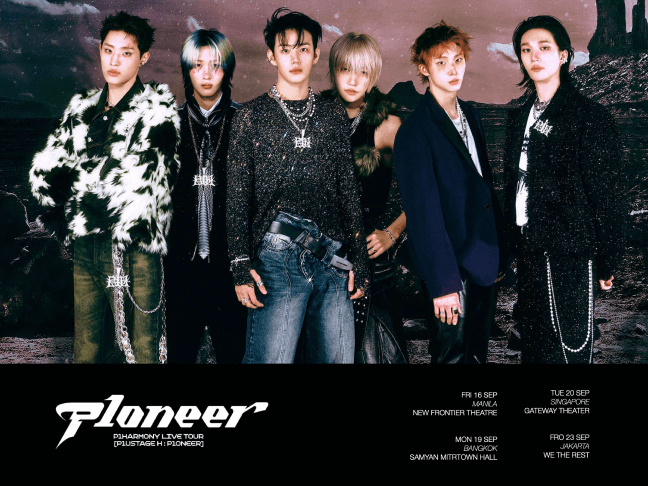 P1oneer
P1HARMONY LIVE TOUR
[P1USTAGE H : P1ONEER]
FRI 16 SEP
MANILA
NEW FRONTIER THEATRE
MON 19 SEP
BANGKOK
SAMYAN MITRTOWN HALL
TUE 20 SEP
SINGAPORE
GATEWAY THEATER
FRO 23 SEP
JAKARTA
WE THE REST